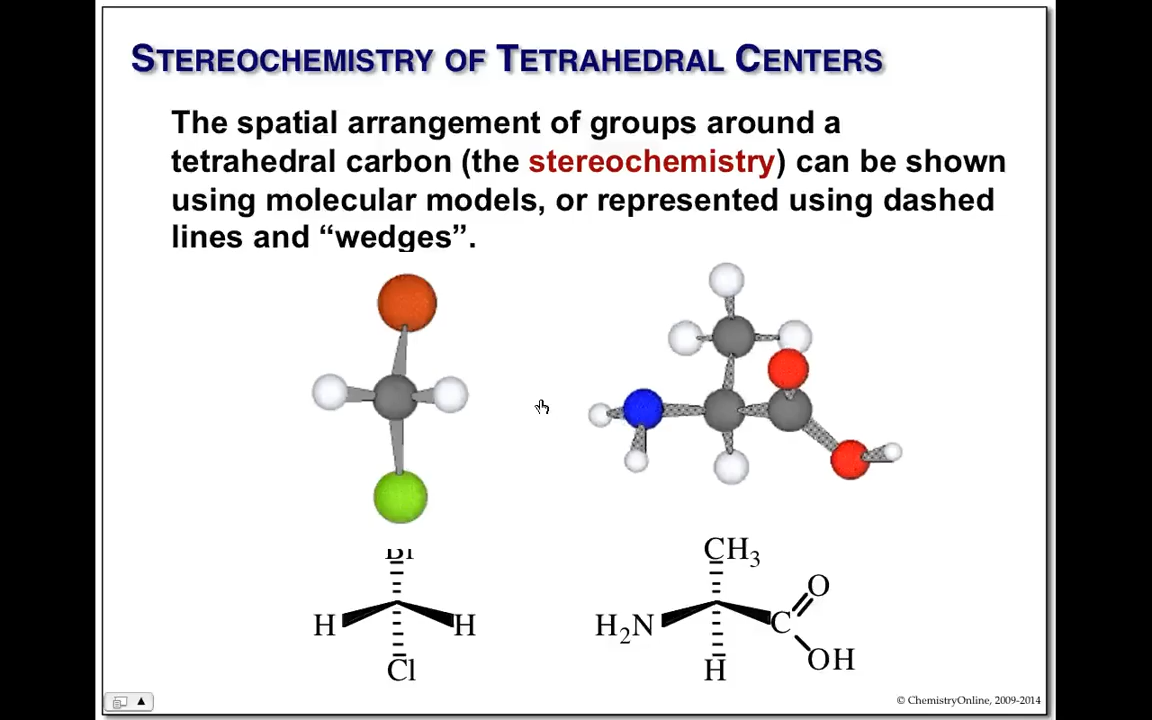 STEREOCHEMISTRY OF TETRAHEDRAL CENTERS
The spatial arrangement of groups around a
tetrahedral carbon (the stereochemistry) can be shown
using molecular models, or represented using dashed
lines and “wedges”.
Br CH₃
O
H H H₂N C
OH
Cl H
© ChemistryOnline, 2009-2014